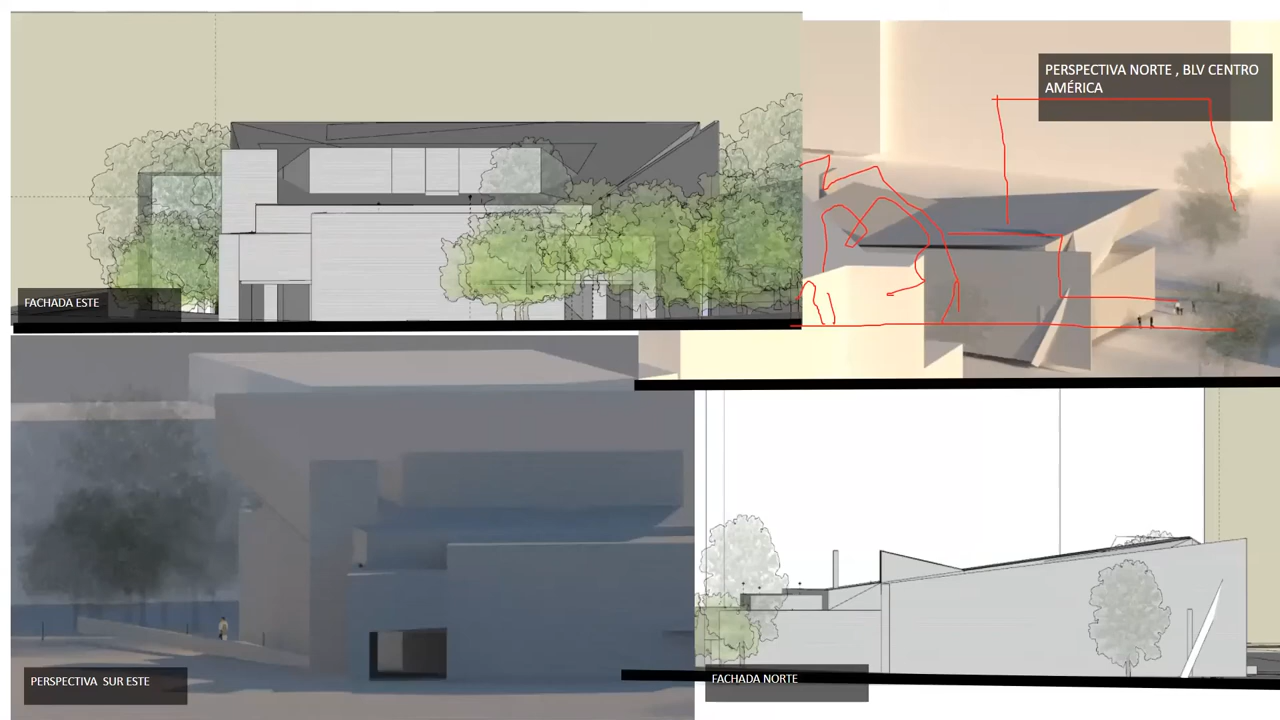 FACHADA ESTE
PERSPECTIVA NORTE , BLV CENTRO
AMÉRICA
PERSPECTIVA SUR ESTE
FACHADA NORTE